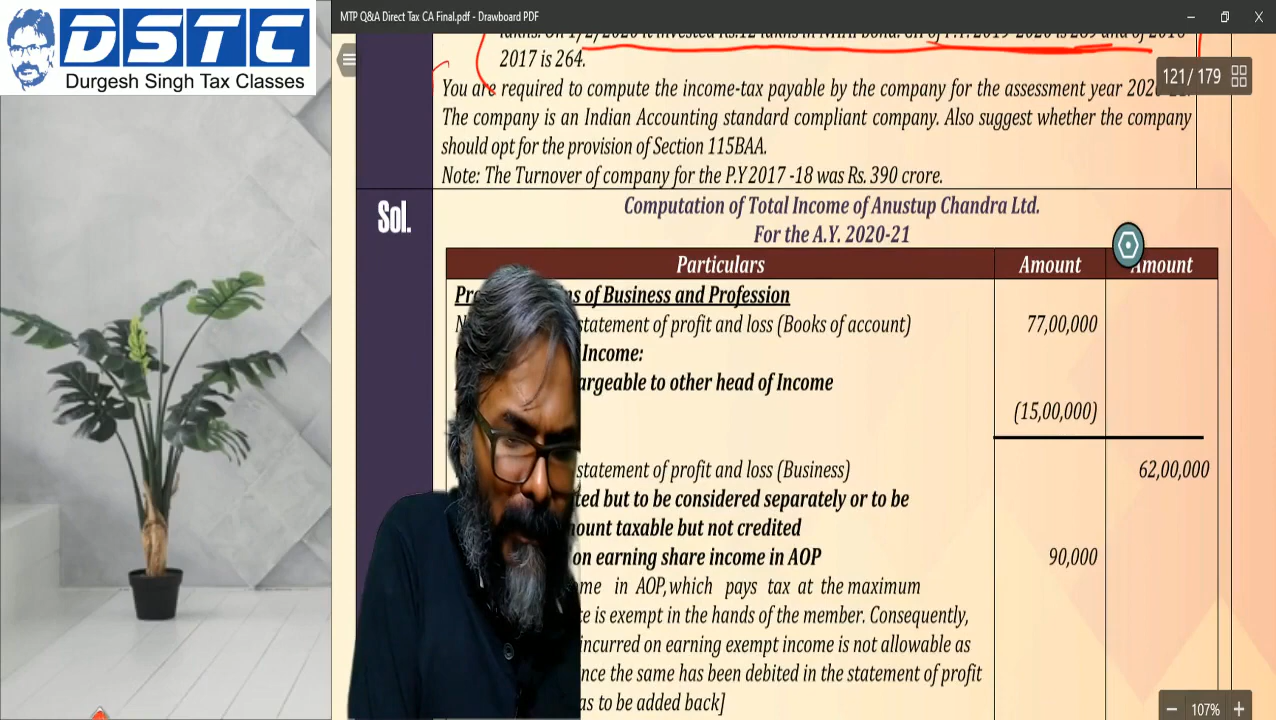 DSTC
Durgesh Singh Tax Classes
MTP Q&A Direct Tax CA Final.pdf - Drawboard PDF
121 / 179
2017 is 264.
You are required to compute the income-tax payable by the company for the assessment year
The company is an Indian Accounting standard compliant company. Also suggest whether the company
should opt for the provision of Section 115BAA.
Note: The Turnover of company for the P.Y 2017 -18 was Rs. 390 crore.
Sol.
Computation of Total Income of Anustup Chandra Ltd.
For the A.Y. 2020-21
Particulars Amount Amount
of Business and Profession
statement of profit and loss (Books of account) 77,00,000
Income:
to other head of Income
(15,00,000)
statement of profit and loss (Business) 62,00,000
but to be considered separately or to be
taxable but not credited
on earning share income in AOP 90,000
in AOP, which pays tax at the maximum
is exempt in the hands of the member. Consequently,
incurred on earning exempt income is not allowable as
the same has been debited in the statement of profit
to be added back]
107%